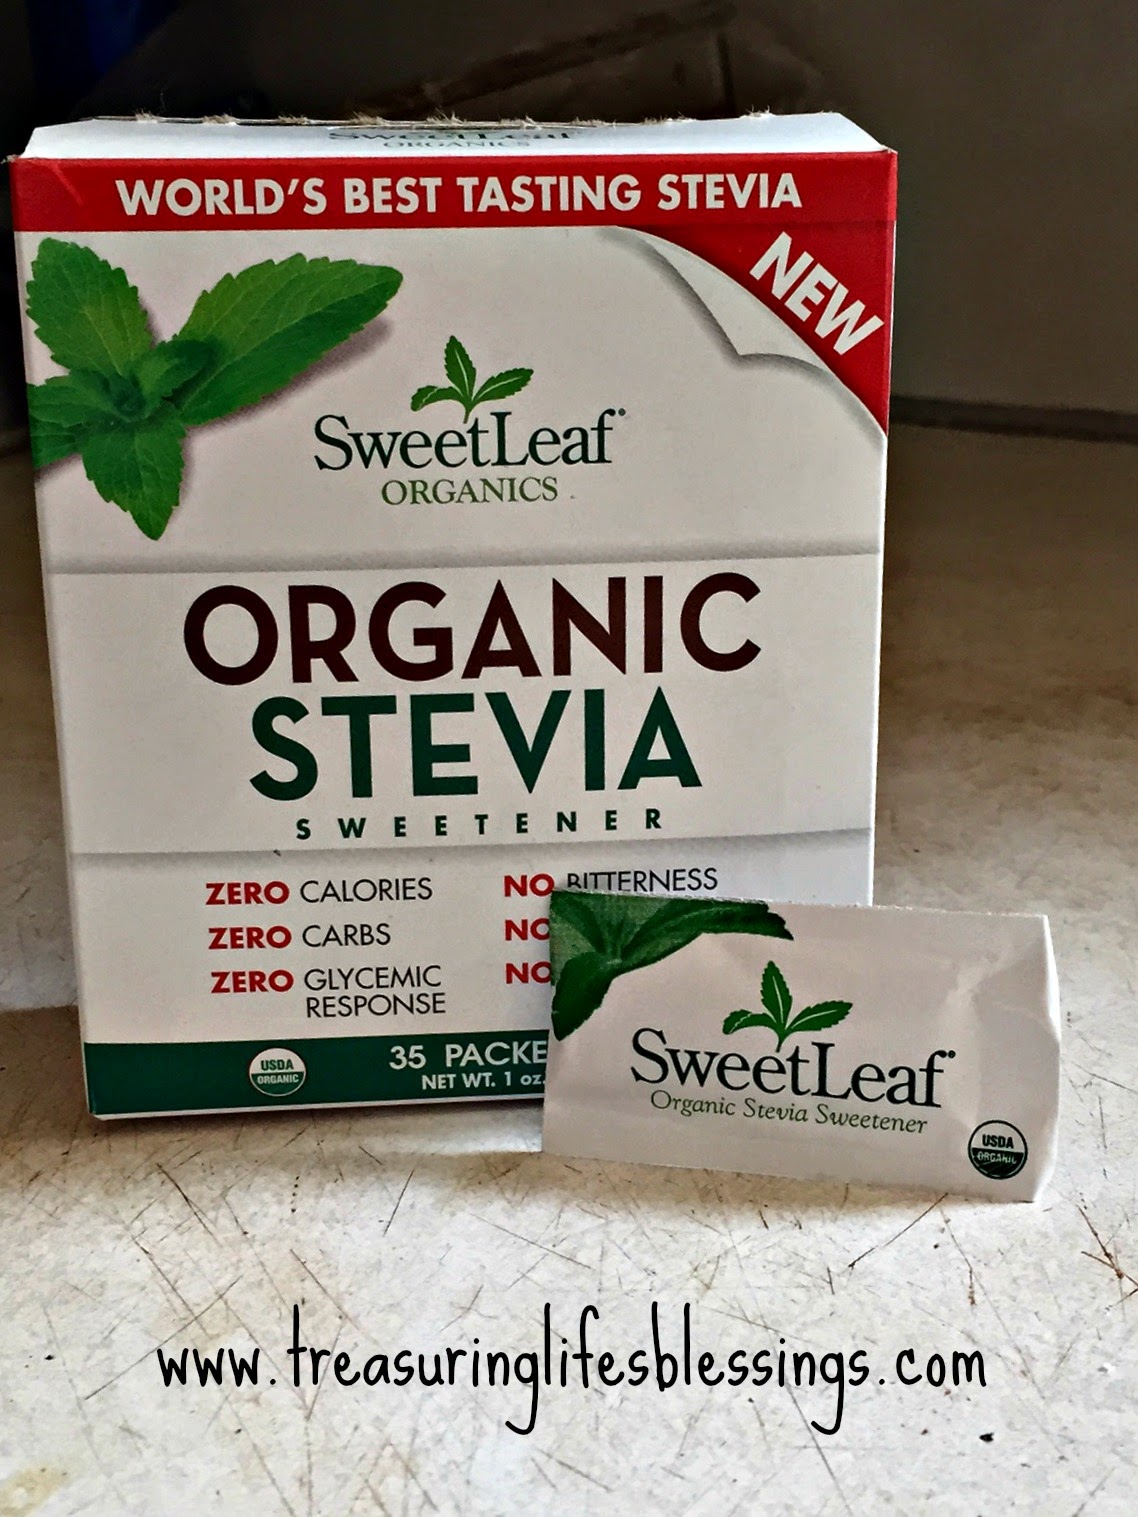 SweetLeaf
ORGANICS
WORLD'S BEST TASTING STEVIA
NEW
SweetLeaf
ORGANICS
ORGANIC
STEVIA
SWEETENER
ZERO CALORIES
ZERO CARBS
ZERO GLYCEMIC
RESPONSE
NO BITTERNESS
NO
NO
USDA
ORGANIC
35 PACKE
NET WT. 1 oz.
SweetLeaf
Organic Stevia Sweetener
USDA
ORGANIC
www.treasuringlifesblessings.com